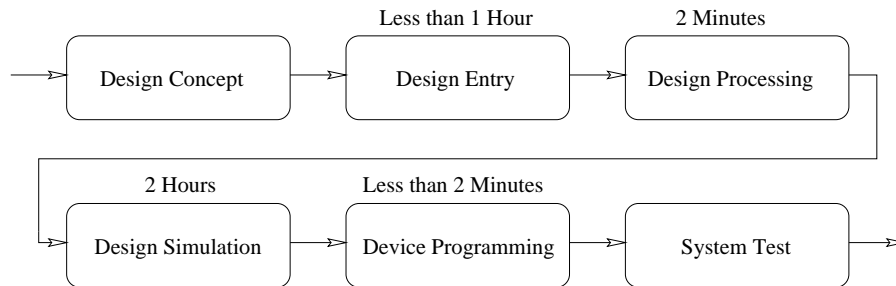 Less than 1 Hour
2 Minutes
Design Concept
Design Entry
Design Processing
2 Hours
Less than 2 Minutes
Design Simulation
Device Programming
System Test